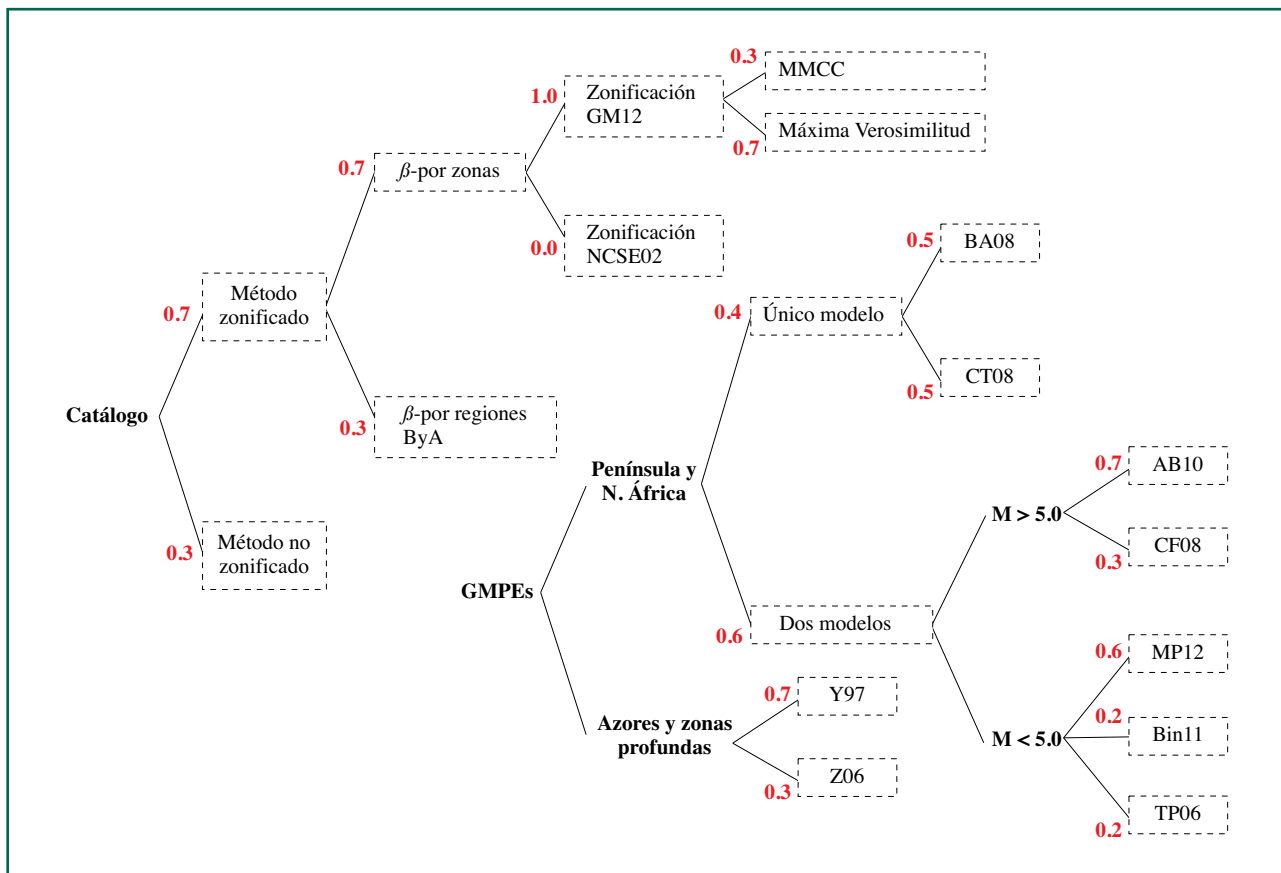 0.3
MMCC
1.0
Zonificación
GM12
Máxima Verosimilitud
0.7
0.7
β-por zonas
0.0
Zonificación
NCSE02
0.7
Método
zonificado
0.3
β-por regiones
ByA
Catálogo
0.3
Método no
zonificado
0.5
BA08
0.4
Único modelo
0.5
CT08
Península y
N. África
0.7
AB10
M > 5.0
0.3
CF08
GMPEs
0.6
Dos modelos
0.6
MP12
0.2
Bin11
M < 5.0
0.2
TP06
0.7
Y97
Azores y zonas
profundas
0.3
Z06